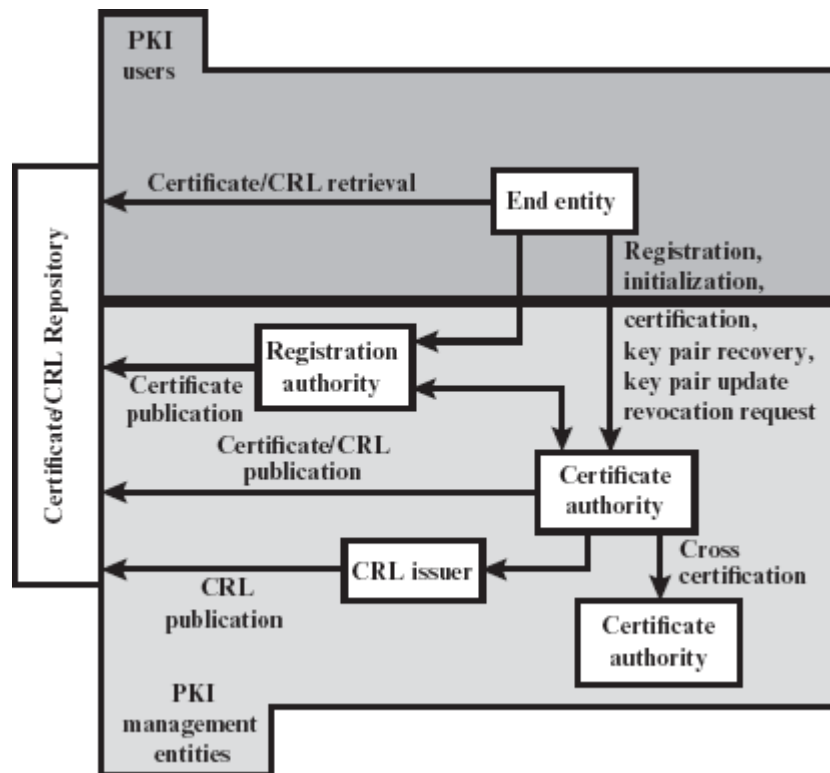 PKI
users
Certificate/CRL retrieval
End entity
Registration,
initialization,
certification,
key pair recovery,
key pair update
revocation request
Certificate/CRL Repository
Registration
authority
Certificate
publication
Certificate/CRL
publication
Certificate
authority
CRL issuer
CRL
publication
Cross
certification
Certificate
authority
PKI
management
entities